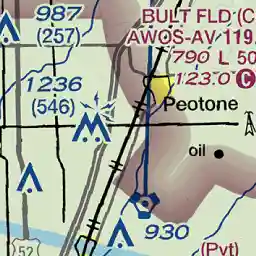 987
(257)
BULT FLD (C
AWOS-AV 119.
790 L 50
123.0 C
1236
(546)
Peotone
oil
930
52
(Pvt)